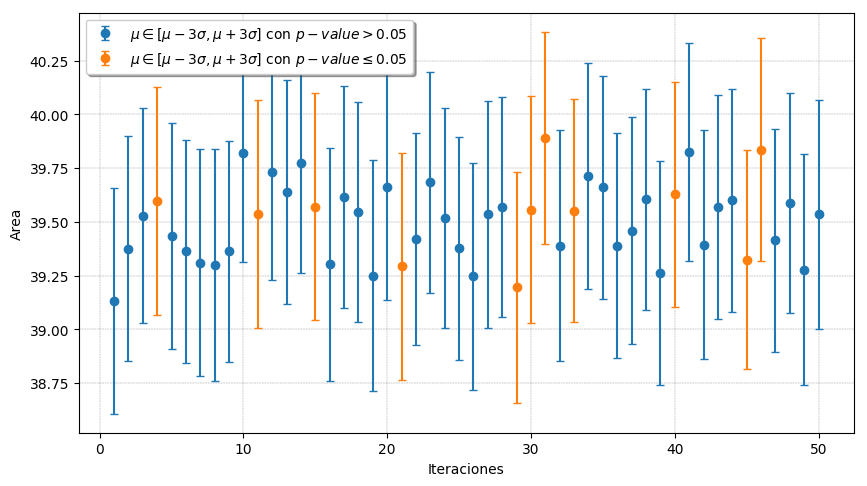 μ ∈ [μ − 3σ, μ + 3σ] con p − value > 0.05
μ ∈ [μ − 3σ, μ + 3σ] con p − value ≤ 0.05
40.25
40.00
39.75
39.50
39.25
39.00
38.75
Area
0 10 20 30 40 50
Iteraciones